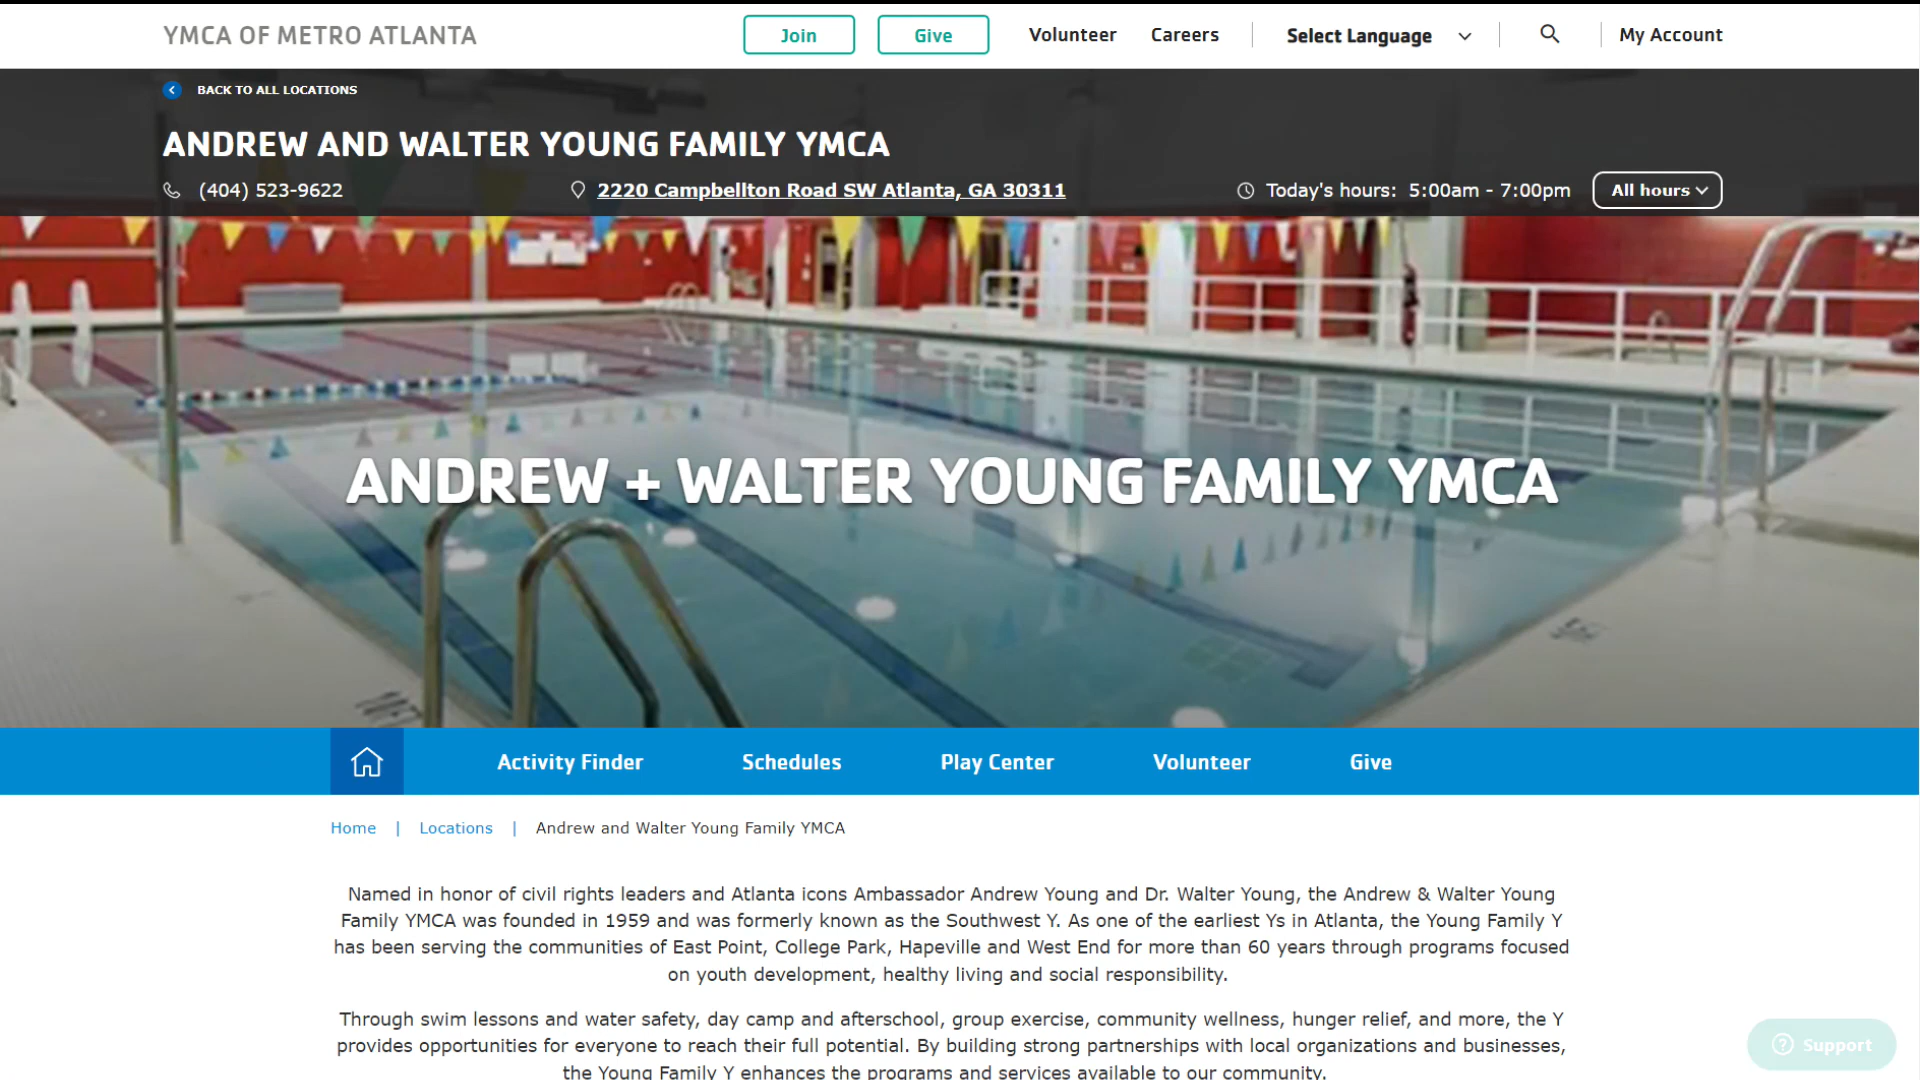 YMCA OF METRO ATLANTA
Join
Give
Volunteer
Careers
Select Language
My Account
BACK TO ALL LOCATIONS
ANDREW AND WALTER YOUNG FAMILY YMCA
(404) 523-9622
2220 Campbellton Road SW Atlanta, GA 30311
Today's hours: 5:00am - 7:00pm
All hours
ANDREW + WALTER YOUNG FAMILY YMCA
Activity Finder
Schedules
Play Center
Volunteer
Give
Home | Locations | Andrew and Walter Young Family YMCA
Named in honor of civil rights leaders and Atlanta icons Ambassador Andrew Young and Dr. Walter Young, the Andrew & Walter Young
Family YMCA was founded in 1959 and was formerly known as the Southwest Y. As one of the earliest Ys in Atlanta, the Young Family Y
has been serving the communities of East Point, College Park, Hapeville and West End for more than 60 years through programs focused
on youth development, healthy living and social responsibility.
Through swim lessons and water safety, day camp and afterschool, group exercise, community wellness, hunger relief, and more, the Y
provides opportunities for everyone to reach their full potential. By building strong partnerships with local organizations and businesses,
the Young Family Y enhances the programs and services available to our community.
Support